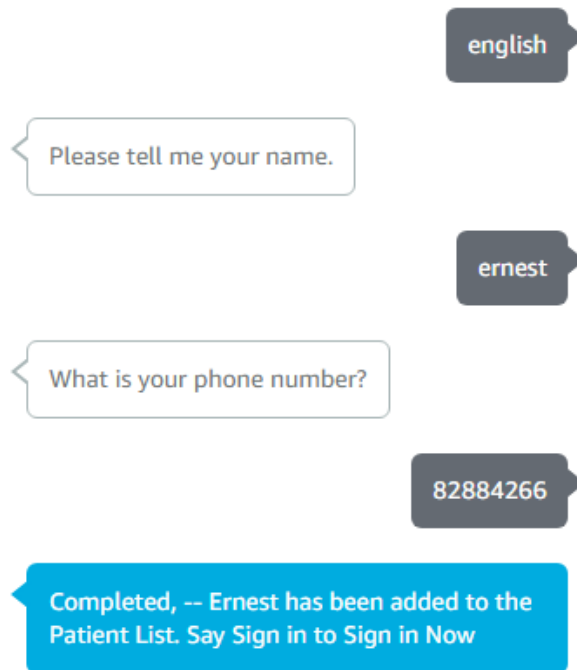 english
Please tell me your name.
ernest
What is your phone number?
82884266
Completed, -- Ernest has been added to the
Patient List. Say Sign in to Sign in Now